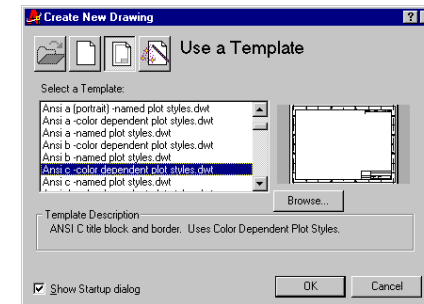 Create New Drawing
Use a Template
Select a Template:
Ansi a (portrait) -named plot styles.dwt
Ansi a -color dependent plot styles.dwt
Ansi a -named plot styles.dwt
Ansi b -color dependent plot styles.dwt
Ansi b -named plot styles.dwt
Ansi c -color dependent plot styles.dwt
Ansi c -named plot styles.dwt
Browse...
Template Description
ANSI C title block and border. Uses Color Dependent Plot Styles.
Show Startup dialog
OK
Cancel